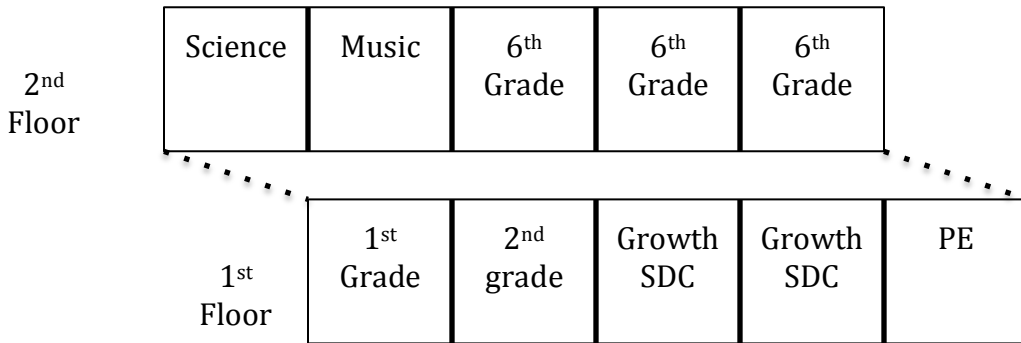 2nd
Floor
Science
Music
6th
Grade
6th
Grade
6th
Grade
1st
Floor
1st
Grade
2nd
grade
Growth
SDC
Growth
SDC
PE